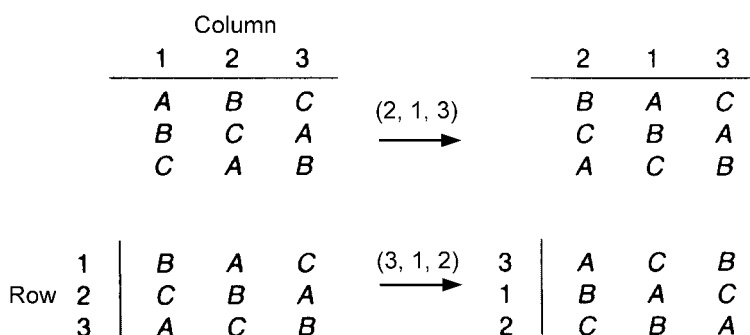 Column
1 2 3 2 1 3
A B C B A C
(2, 1, 3)
B C A C B A
C A B A C B
1 B A C (3, 1, 2) 3 A C B
Row 2 C B A 1 B A C
3 A C B 2 C B A